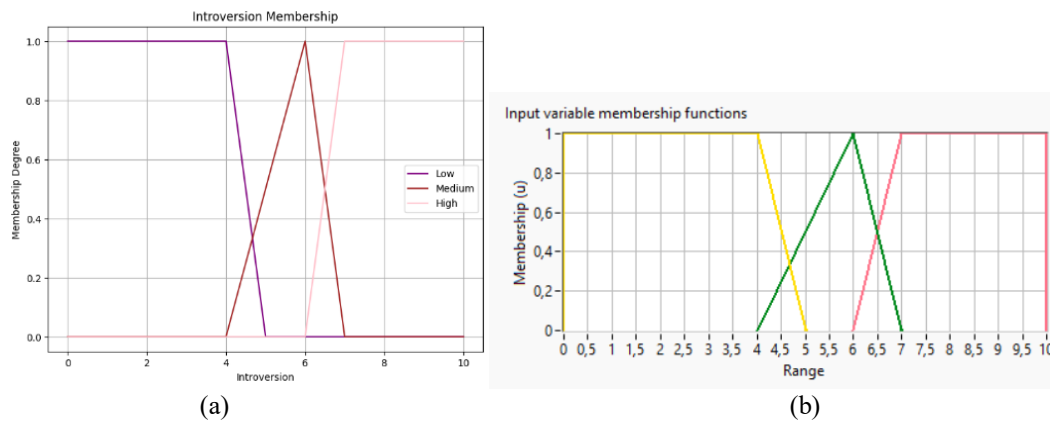 Introversion Membership
1.0
0.8
0.6
0.4
0.2
0.0
Membership Degree
Low
Medium
High
0 2 4 6 8 10
Introversion
(a)
Input variable membership functions
1
0,8
0,6
0,4
0,2
0
Membership (u)
0 0,5 1 1,5 2 2,5 3 3,5 4 4,5 5 5,5 6 6,5 7 7,5 8 8,5 9 9,5 10
Range
(b)